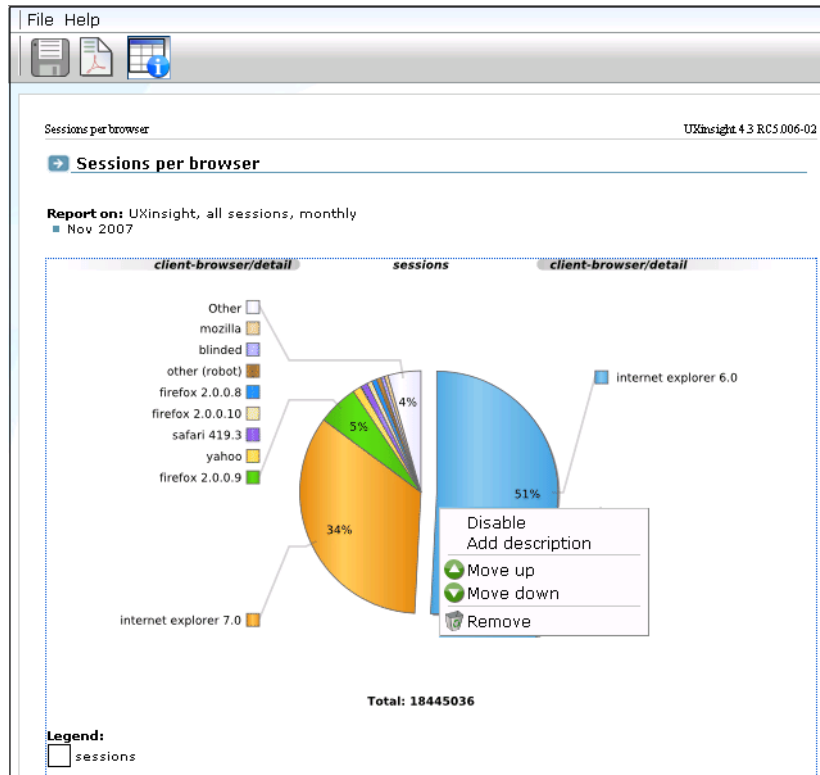 File Help
Sessions per browser
UXinsight 4.3 RC5.006-02
Sessions per browser
Report on: UXinsight, all sessions, monthly
Nov 2007
client-browser/detail
sessions
client-browser/detail
Other
mozilla
blinded
other (robot)
firefox 2.0.0.8
firefox 2.0.0.10
safari 419.3
yahoo
firefox 2.0.0.9
internet explorer 7.0
4%
5%
34%
51%
internet explorer 6.0
Disable
Add description
Move up
Move down
Remove
Total: 18445036
Legend:
sessions